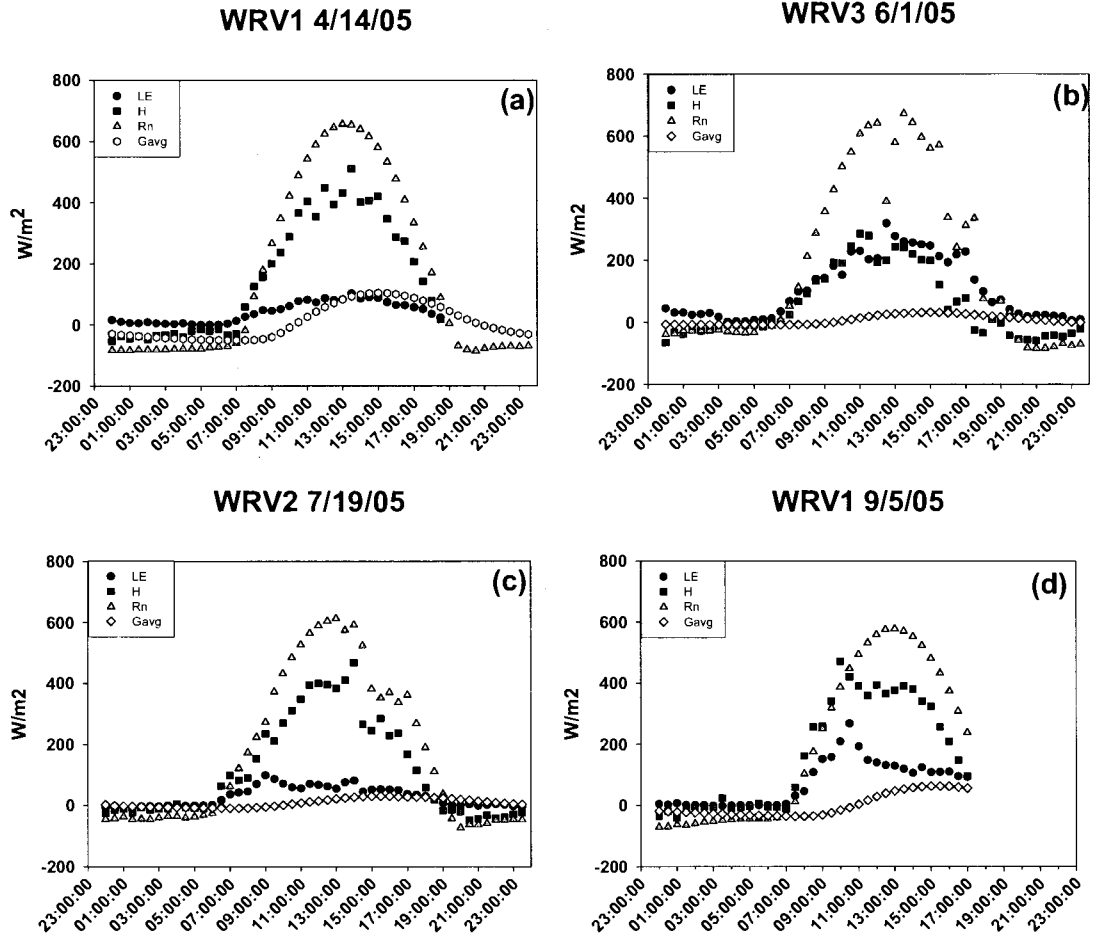 WRV1 4/14/05
800
600
400
200
0
-200
W/m2
LE
H
Rn
Gavg
(a)
23:00:00
01:00:00
03:00:00
05:00:00
07:00:00
09:00:00
11:00:00
13:00:00
15:00:00
17:00:00
19:00:00
21:00:00
23:00:00
WRV3 6/1/05
800
600
400
200
0
-200
W/m2
LE
H
Rn
Gavg
(b)
23:00:00
01:00:00
03:00:00
05:00:00
07:00:00
09:00:00
11:00:00
13:00:00
15:00:00
17:00:00
19:00:00
21:00:00
23:00:00
WRV2 7/19/05
800
600
400
200
0
-200
W/m2
LE
H
Rn
Gavg
(c)
23:00:00
01:00:00
03:00:00
05:00:00
07:00:00
09:00:00
11:00:00
13:00:00
15:00:00
17:00:00
19:00:00
21:00:00
23:00:00
WRV1 9/5/05
800
600
400
200
0
-200
W/m2
LE
H
Rn
Gavg
(d)
23:00:00
01:00:00
03:00:00
05:00:00
07:00:00
09:00:00
11:00:00
13:00:00
15:00:00
17:00:00
19:00:00
21:00:00
23:00:00